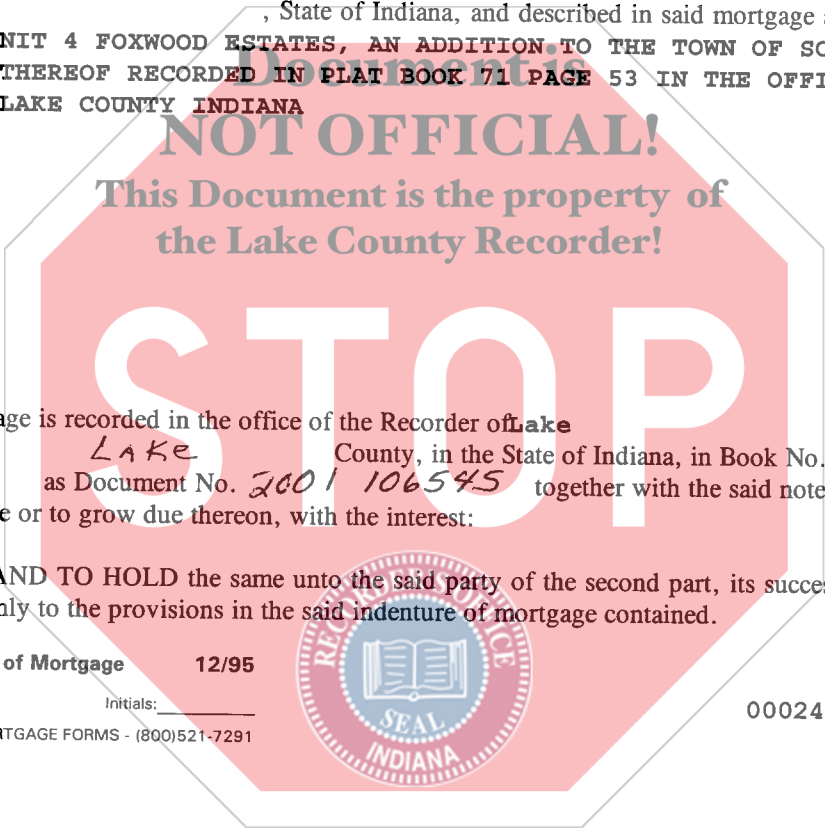 , State of Indiana, and described in said mortgage
NIT 4 FOXWOOD ESTATES, AN ADDITION TO THE TOWN OF SC
THEREOF RECORDED IN PLAT BOOK 71 PAGE 53 IN THE OFFI
LAKE COUNTY INDIANA
Document is
NOT OFFICIAL!
This Document is the property of
the Lake County Recorder!
STOP
age is recorded in the office of the Recorder of Lake
LAKE County, in the State of Indiana, in Book No.
as Document No. 2001 106545 together with the said note
e or to grow due thereon, with the interest:
AND TO HOLD the same unto the said party of the second part, its succes
nly to the provisions in the said indenture of mortgage contained.
of Mortgage 12/95
Initials:
RTGAGE FORMS - (800)521-7291
00024
RECORDER'S OFFICE
SEAL
INDIANA